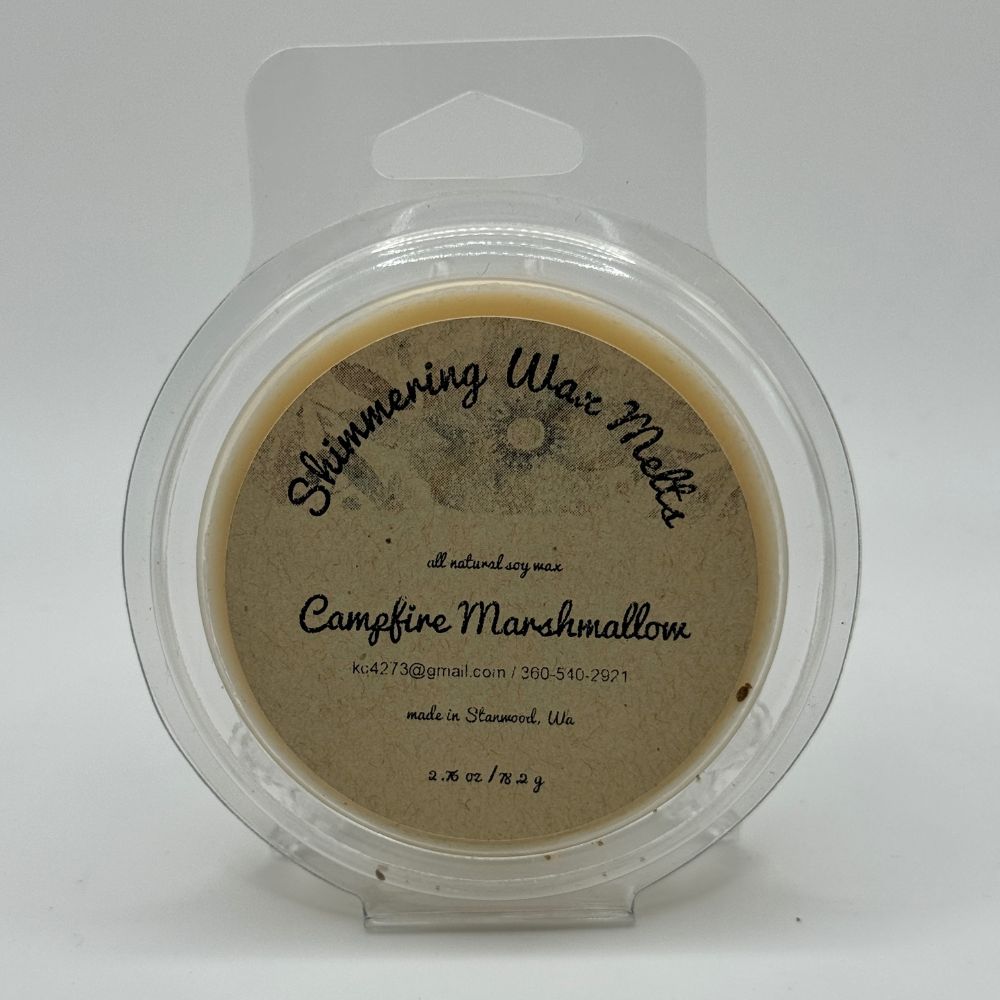 Shimmering Wax Melts
all natural soy wax
Campfire Marshmallow
kc4273@gmail.com / 360-540-2921
made in Stanwood, Wa
2.76 oz / 78.2 g